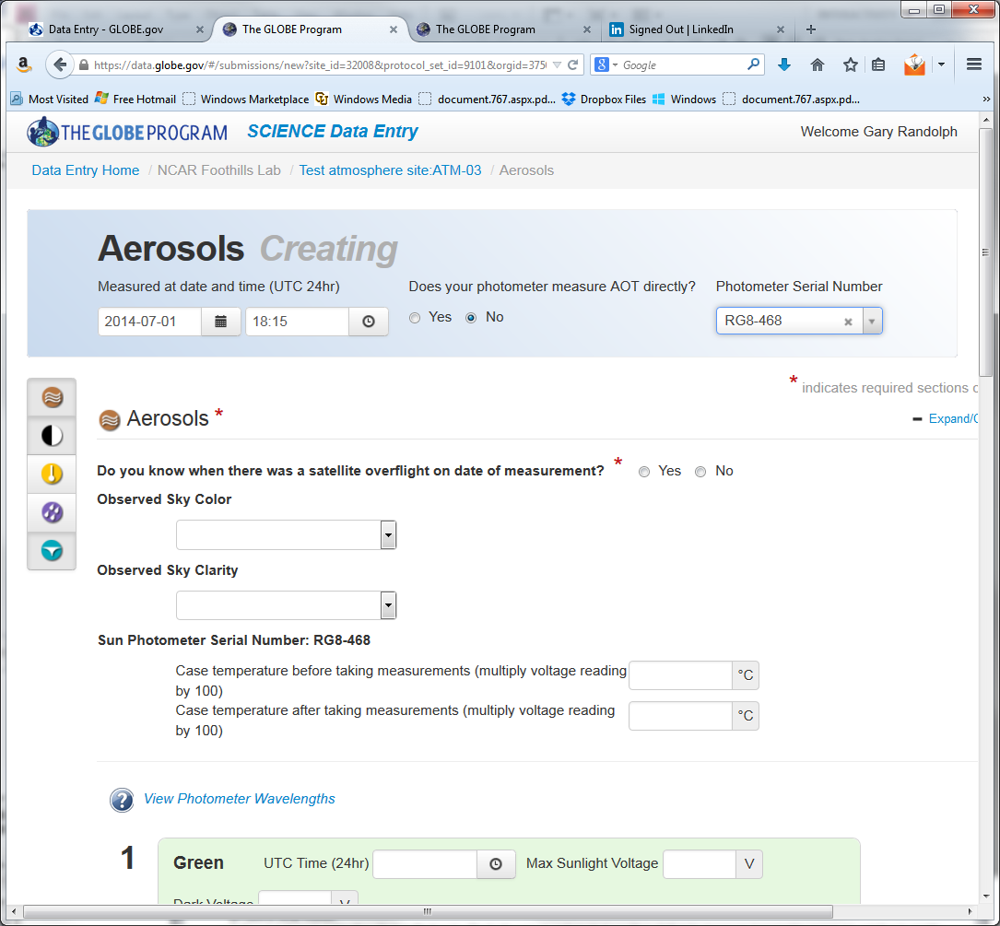 Data Entry - GLOBE.gov × The GLOBE Program × The GLOBE Program × Signed Out | LinkedIn × +
https://data.globe.gov/#/submissions/new?site_id=32008&protocol_set_id=9101&orgid=375 Google
Most Visited Free Hotmail Windows Marketplace Windows Media document.767.aspx.pd... Dropbox Files Windows document.767.aspx.pd... »
THE GLOBE PROGRAM SCIENCE Data Entry Welcome Gary Randolph
Data Entry Home / NCAR Foothills Lab / Test atmosphere site:ATM-03 / Aerosols
Aerosols Creating
Measured at date and time (UTC 24hr) Does your photometer measure AOT directly? Photometer Serial Number
2014-07-01 18:15 Yes No RG8-468 ×
* indicates required sections
Aerosols * Expand/
Do you know when there was a satellite overflight on date of measurement? * Yes No
Observed Sky Color
Observed Sky Clarity
Sun Photometer Serial Number: RG8-468
Case temperature before taking measurements (multiply voltage reading
by 100) °C
Case temperature after taking measurements (multiply voltage reading
by 100) °C
? View Photometer Wavelengths
1 Green UTC Time (24hr) Max Sunlight Voltage V
Dark Voltage V